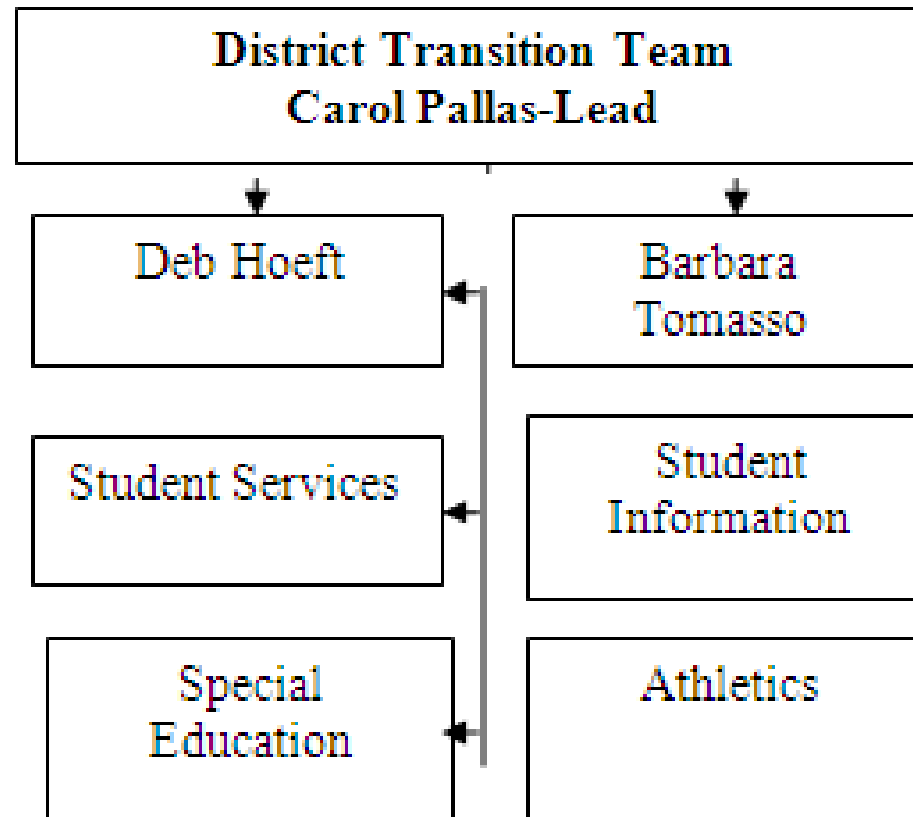 District Transition Team
Carol Pallas-Lead
Deb Hoeft
Barbara
Tomasso
Student Services
Student
Information
Special
Education
Athletics